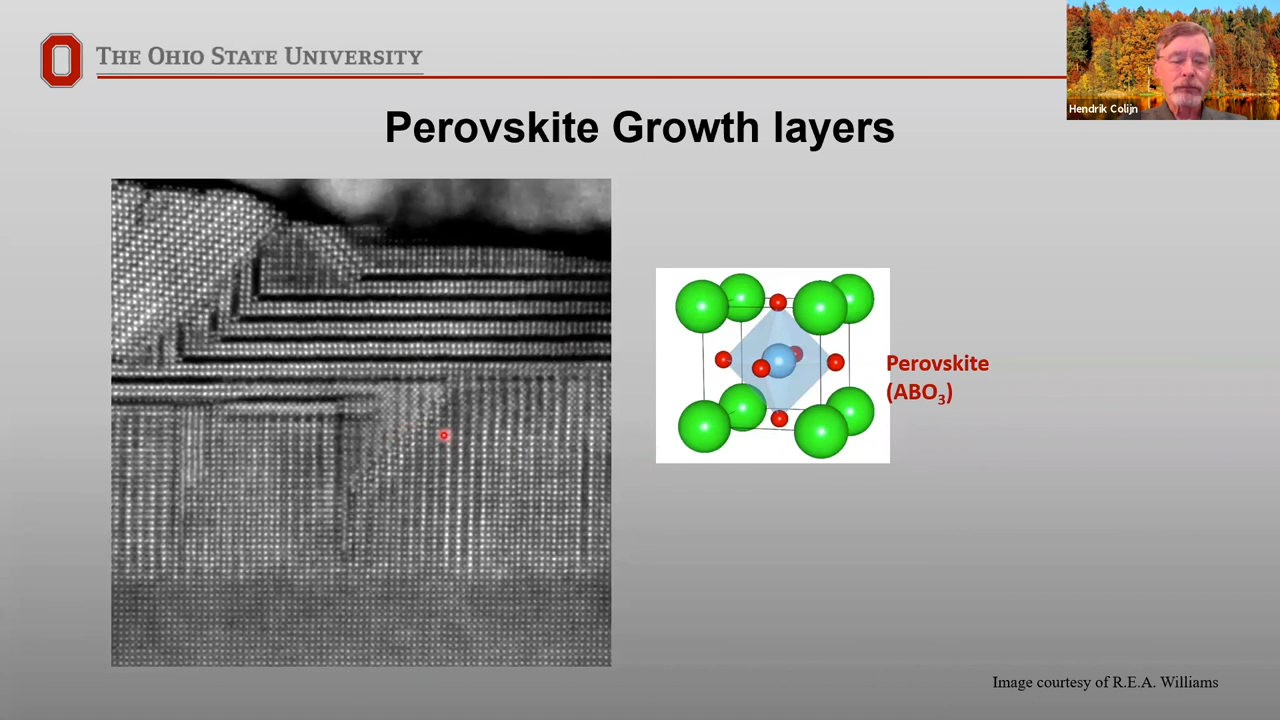 THE OHIO STATE UNIVERSITY
Hendrik Colijn
Perovskite Growth layers
Perovskite
(ABO₃)
Image courtesy of R.E.A. Williams